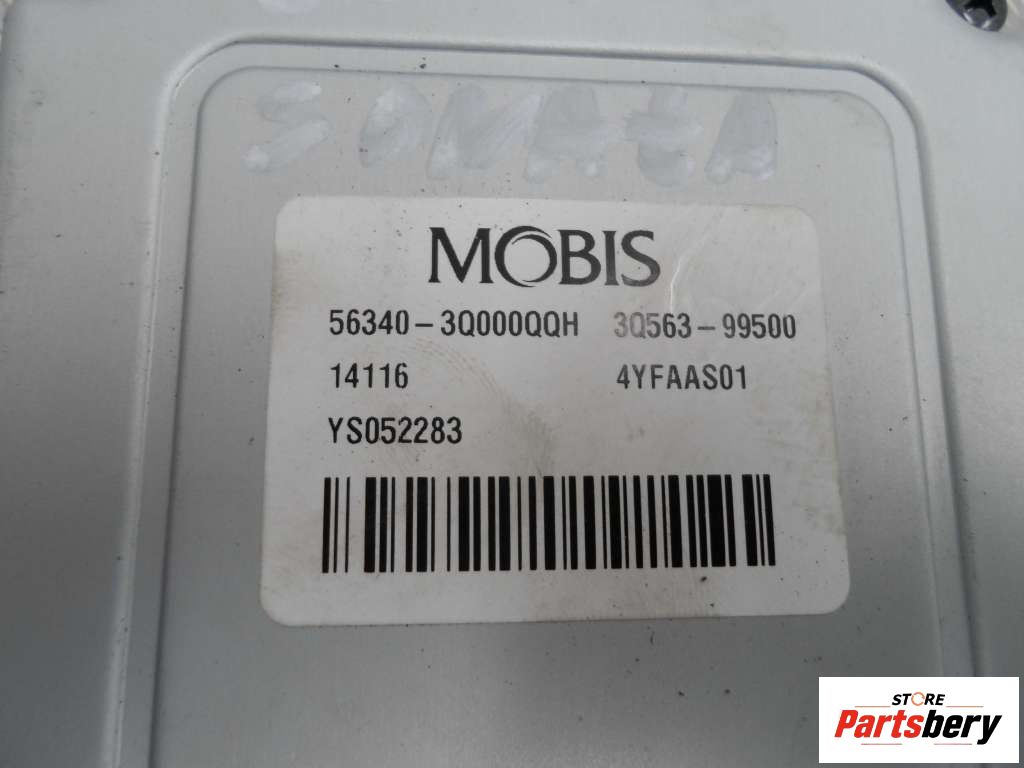 SONAtA
MOBIS
56340-3Q000QQH 3Q563-99500
14116 4YFAAS01
YS052283
STORE
Partsbery